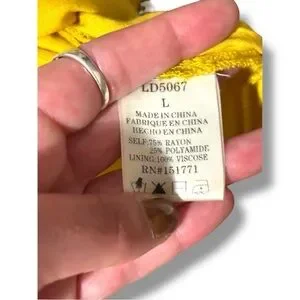 LD5067
L
MADE IN CHINA
FABRIQUE EN CHINA
HECHO EN CHINA
SELF:75% RAYON
25% POLYAMIDE
LINING:100% VISCOSE
RN#151771